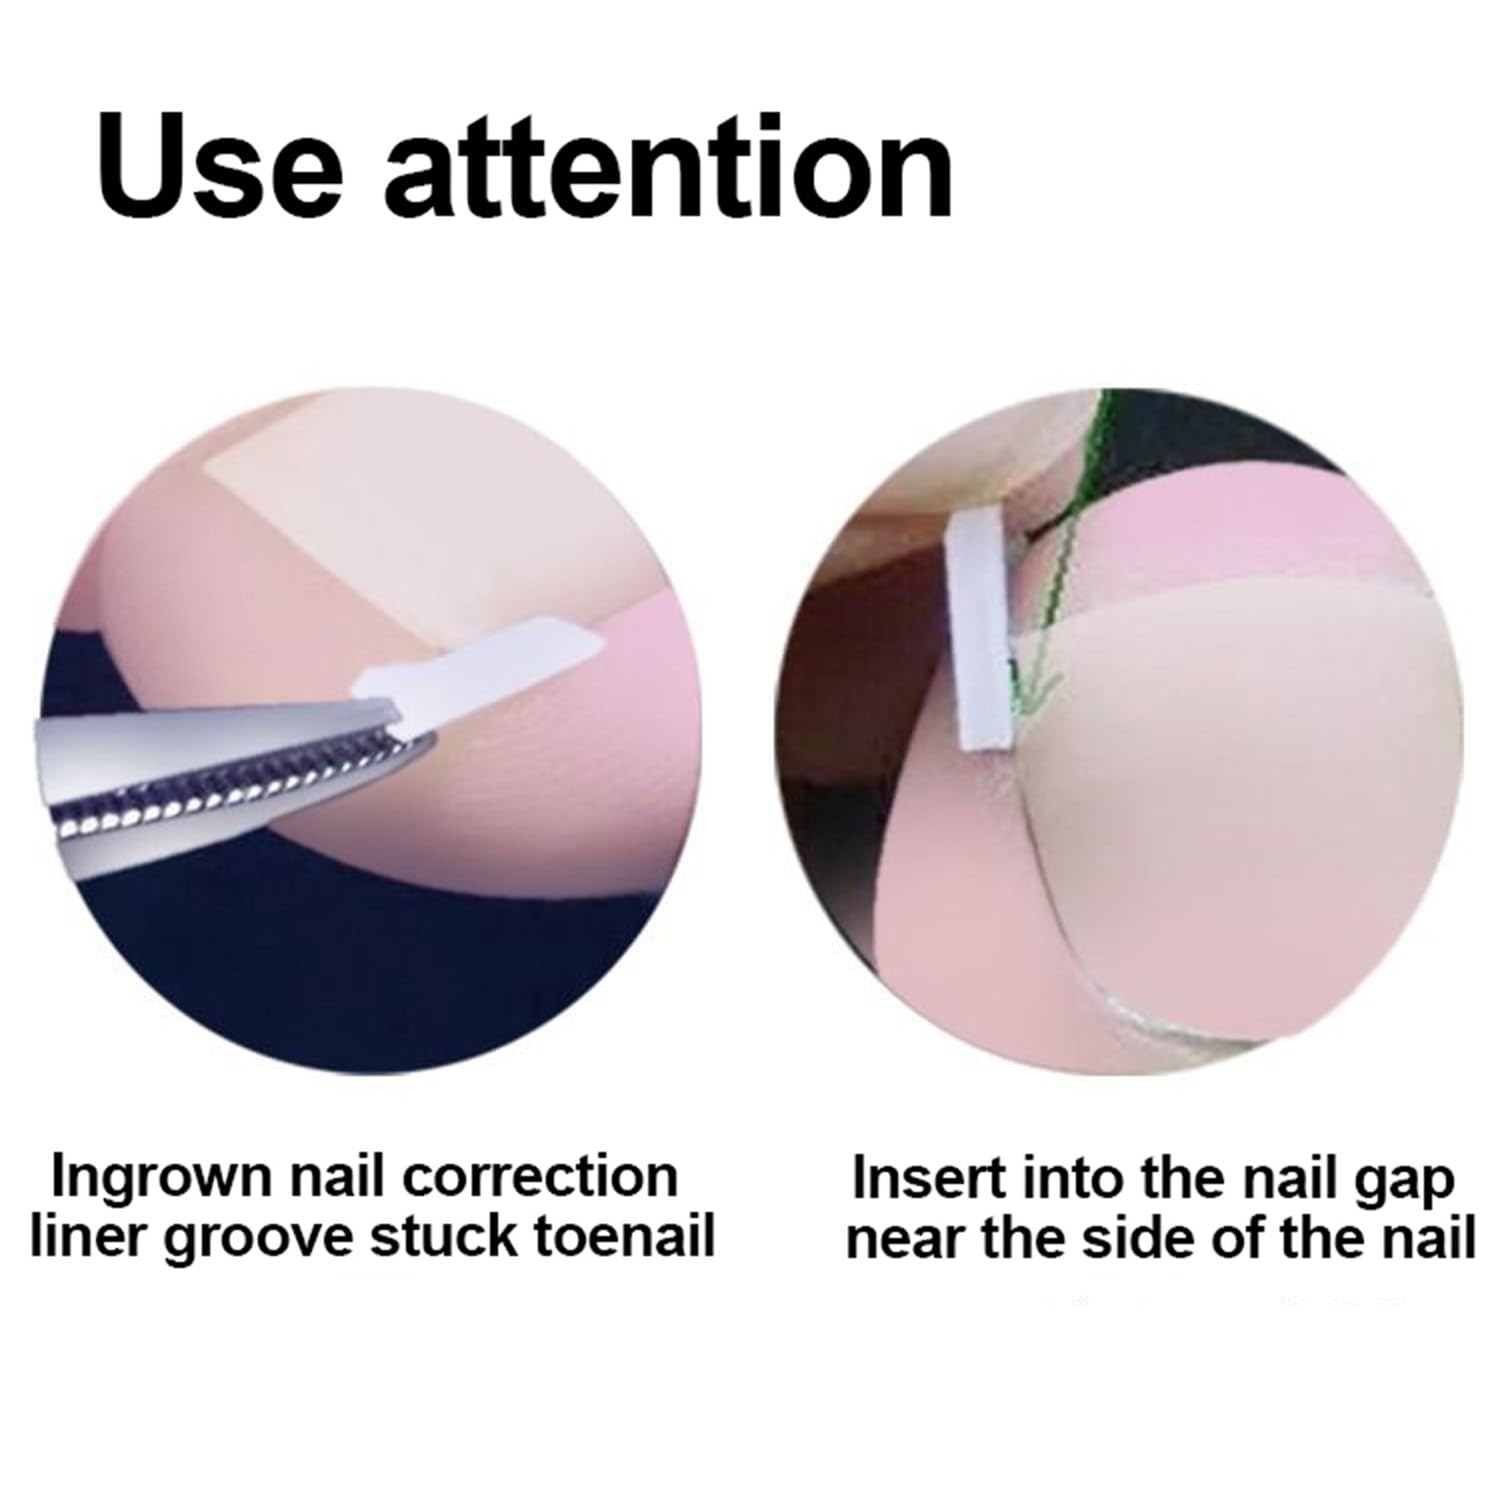 Use attention
Ingrown nail correction
liner groove stuck toenail
Insert into the nail gap
near the side of the nail